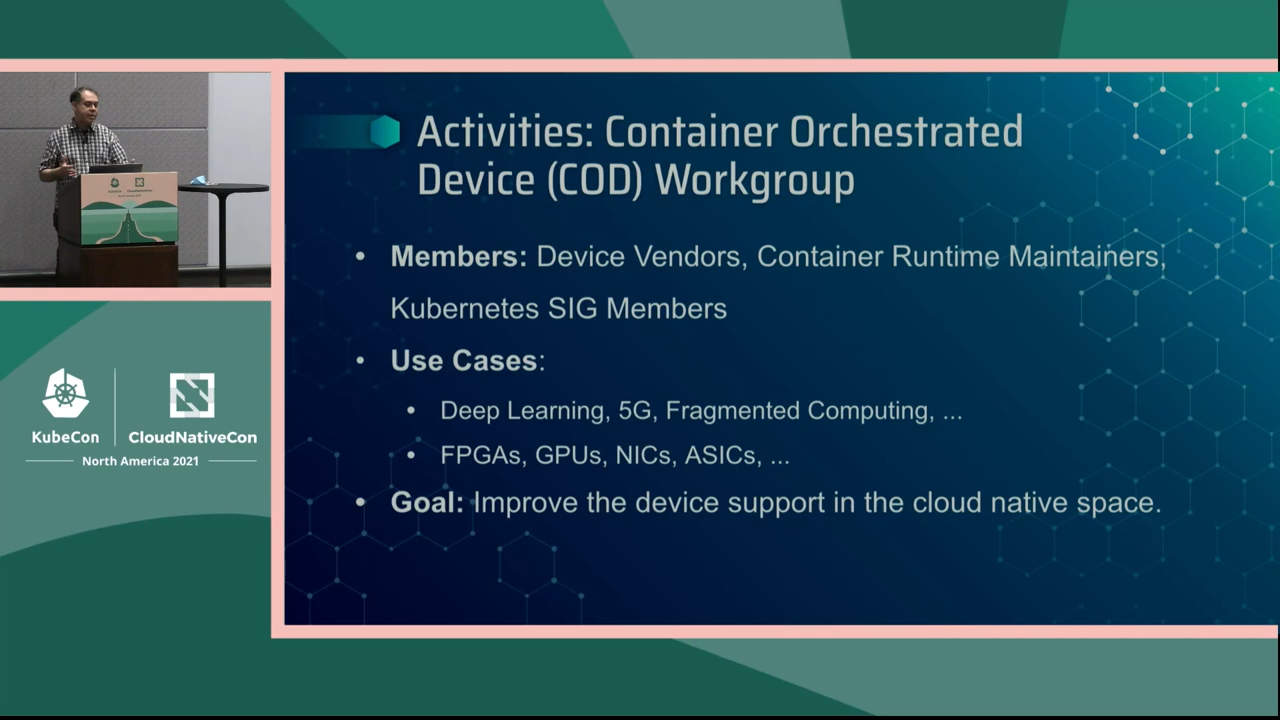 Activities: Container Orchestrated
Device (COD) Workgroup
• Members: Device Vendors, Container Runtime Maintainers,
Kubernetes SIG Members
• Use Cases:
• Deep Learning, 5G, Fragmented Computing, ...
• FPGAs, GPUs, NICs, ASICs, ...
• Goal: Improve the device support in the cloud native space.
KubeCon
CloudNativeCon
North America 2021